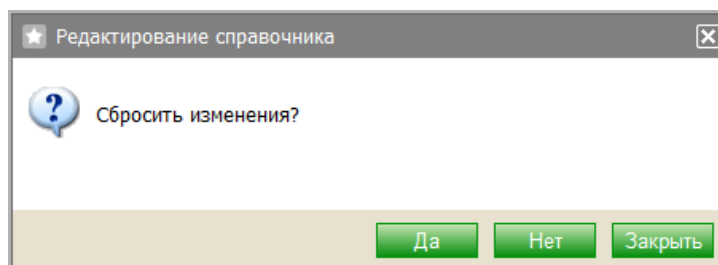 Редактирование справочника
Сбросить изменения?
Да Нет Закрыть